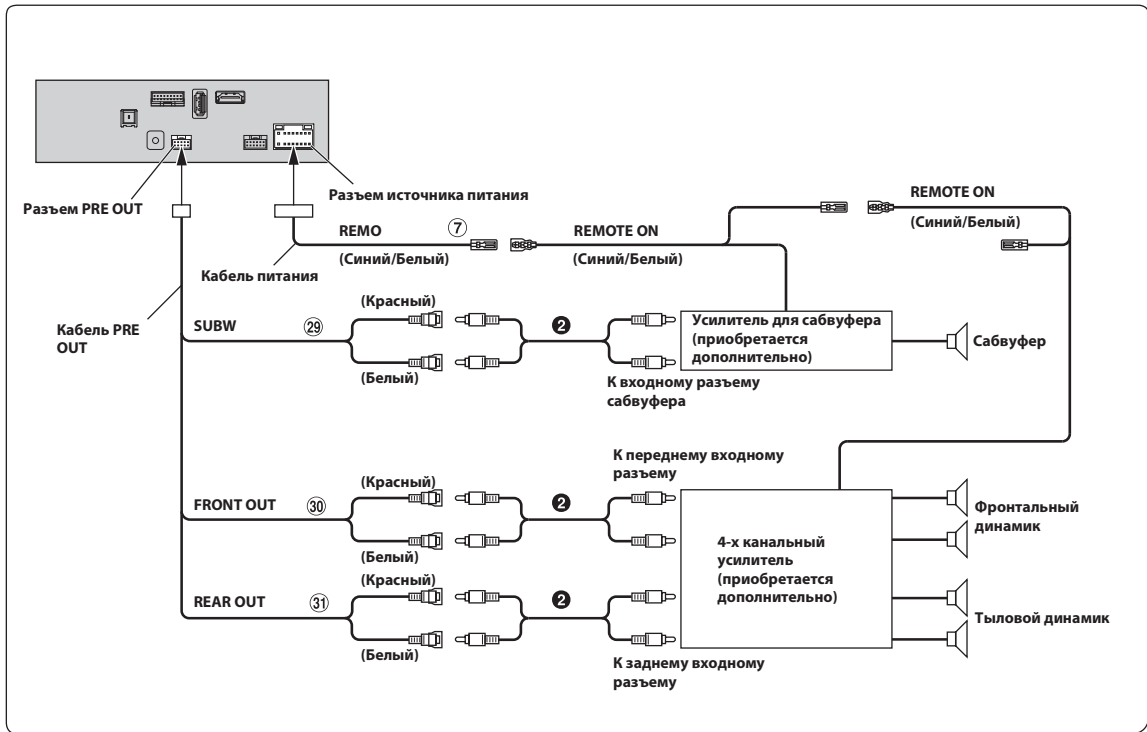 Разъем PRE OUT
Разъем источника питания
REMOTE ON
(Синий/Белый)
REMO
⑦
(Синий/Белый)
REMOTE ON
(Синий/Белый)
Кабель питания
Кабель PRE
OUT
SUBW
㉙
(Красный)
(Белый)
❷
Усилитель для сабвуфера
(приобретается
дополнительно)
Сабвуфер
К входному разъему
сабвуфера
К переднему входному
разъему
FRONT OUT
㉚
(Красный)
(Белый)
❷
4-х канальный
усилитель
(приобретается
дополнительно)
Фронтальный
динамик
REAR OUT
㉛
(Красный)
(Белый)
❷
Тыловой динамик
К заднему входному
разъему